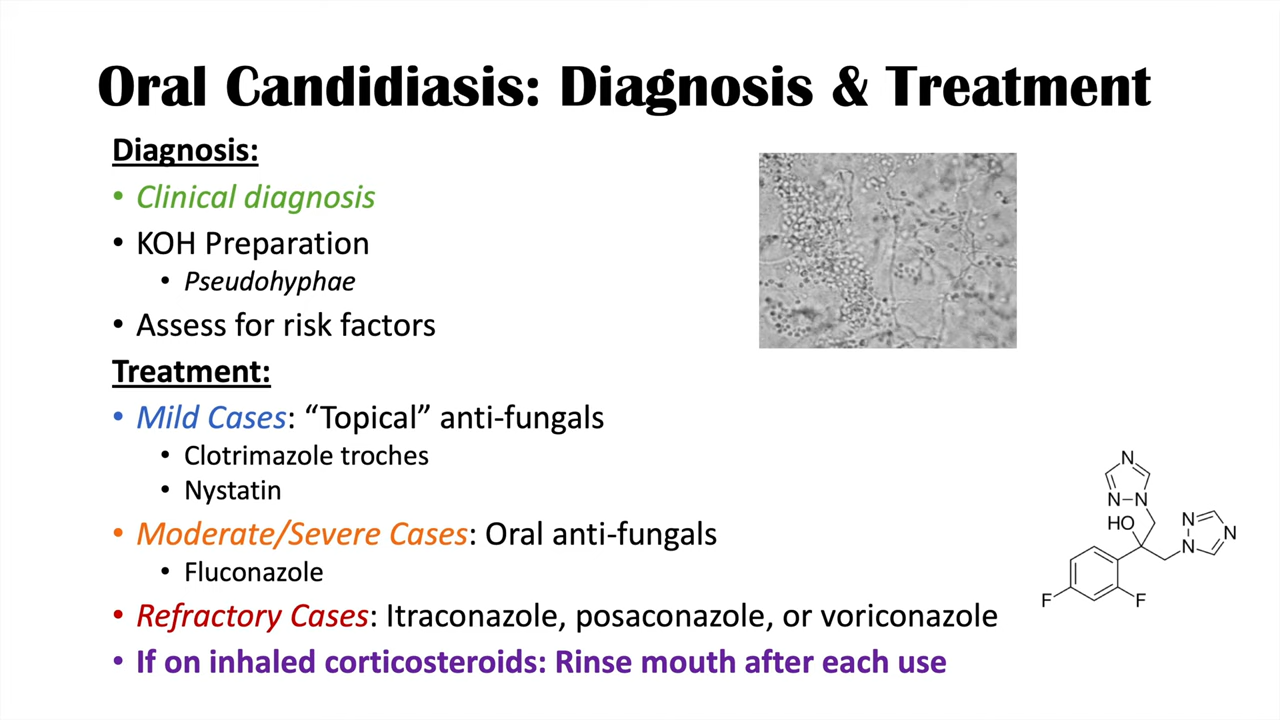 Oral Candidiasis: Diagnosis & Treatment
Diagnosis:
• Clinical diagnosis
• KOH Preparation
• Pseudohyphae
• Assess for risk factors
Treatment:
• Mild Cases: “Topical” anti-fungals
• Clotrimazole troches
• Nystatin
• Moderate/Severe Cases: Oral anti-fungals
• Fluconazole
• Refractory Cases: Itraconazole, posaconazole, or voriconazole
• If on inhaled corticosteroids: Rinse mouth after each use
N
N
N
HO
N
N
N
F
F